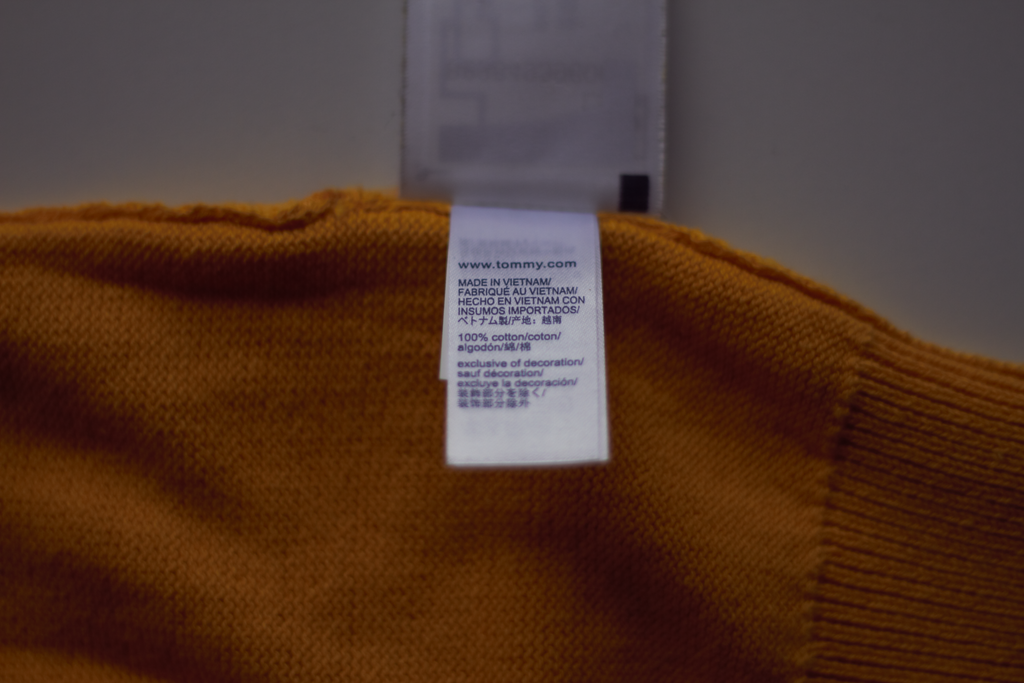 www.tommy.com
MADE IN VIETNAM/
FABRIQUÉ AU VIETNAM/
HECHO EN VIETNAM CON
INSUMOS IMPORTADOS/
ベトナム製/产地：越南
100% cotton/coton/
algodón/綿/棉
exclusive of decoration/
sauf décoration/
excluye la decoración/
装飾部分を除く/
装饰部分除外